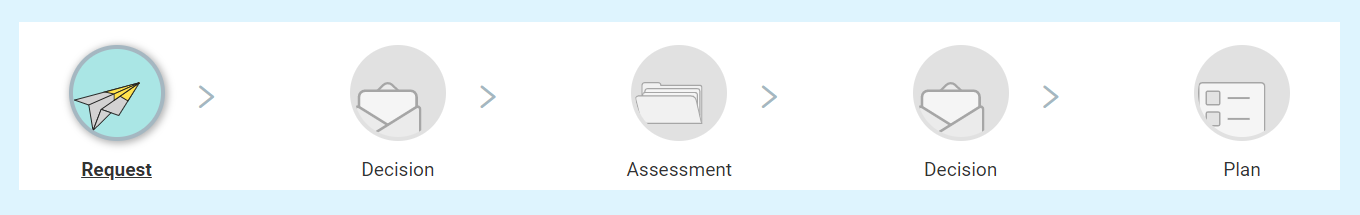 Request
Decision
Assessment
Decision
Plan